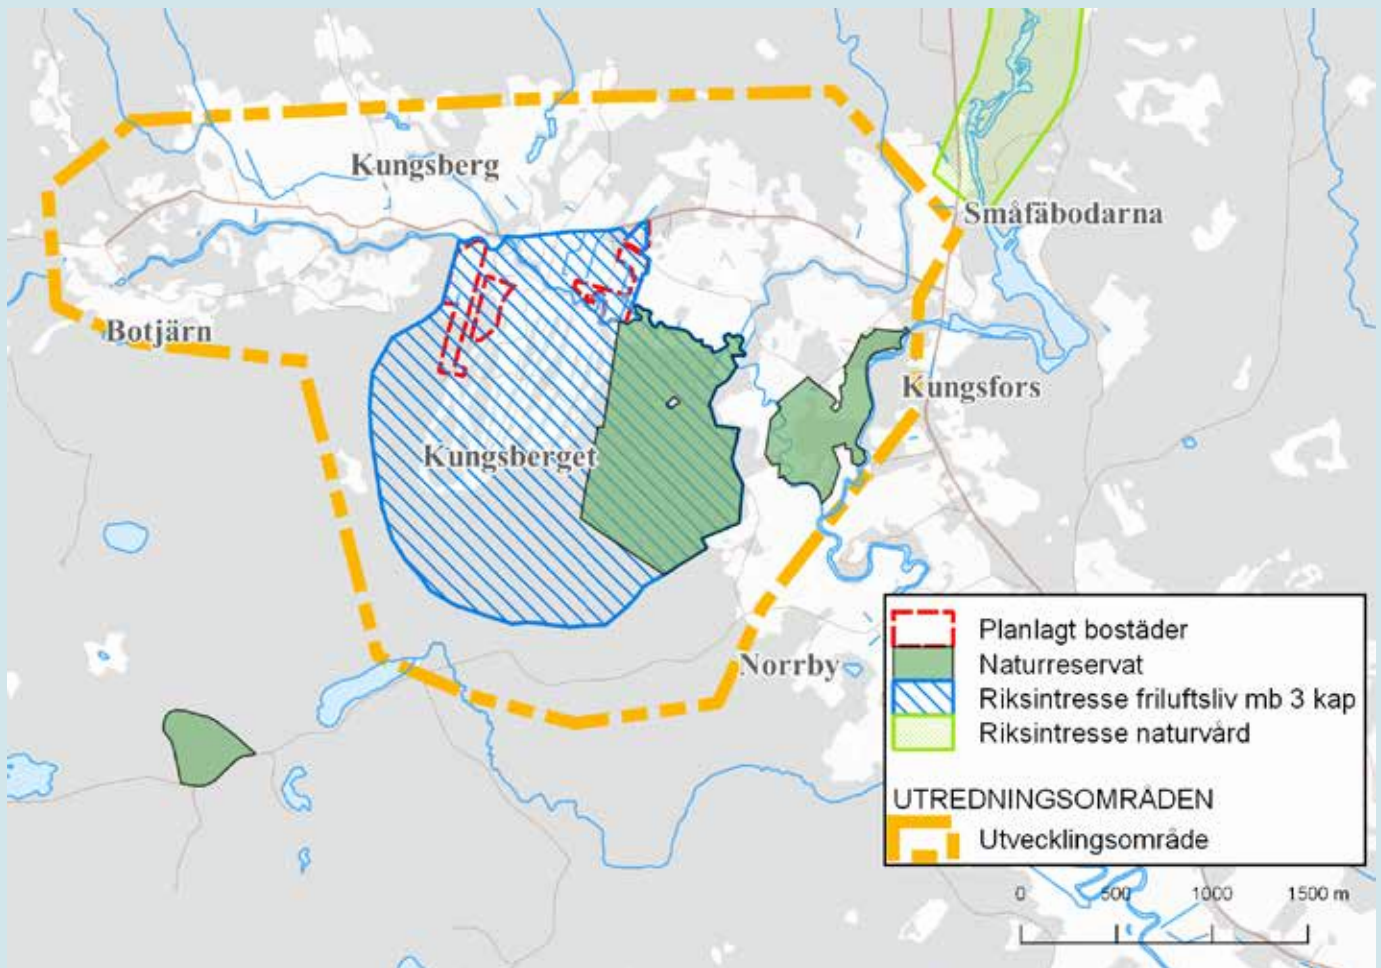 Kungsberg
Småfäbodarna
Botjärn
Kungsfors
Kungsberget
Norrby
Planlagt bostäder
Naturreservat
Riksintresse friluftsliv mb 3 kap
Riksintresse naturvård
UTREDNINGSOMRÅDEN
Utvecklingsområde
0 500 1000 1500 m